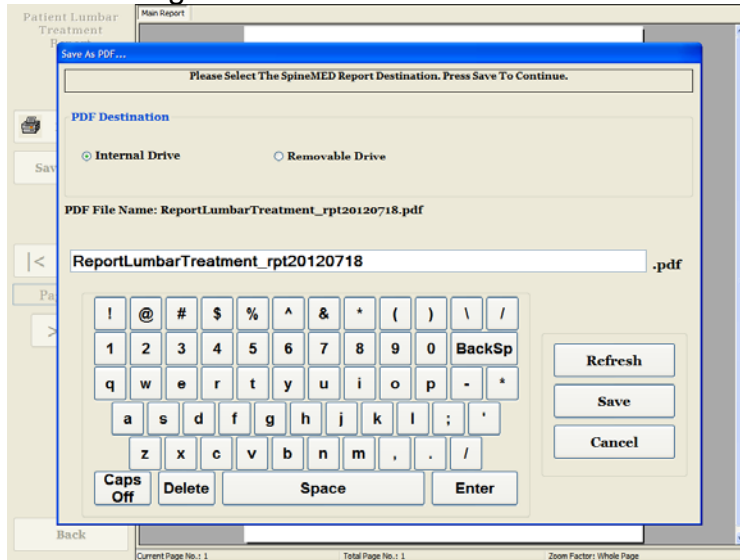 Patient Lumbar
Treatment
Main Report
Save As PDF...
Please Select The SpineMED Report Destination. Press Save To Continue.
PDF Destination
Internal Drive
Removable Drive
Sav
PDF File Name: ReportLumbarTreatment_rpt20120718.pdf
ReportLumbarTreatment_rpt20120718
.pdf
|<
Pa
>
! @ # $ % ^ & * ( ) \ /
1 2 3 4 5 6 7 8 9 0 BackSp
q w e r t y u i o p - *
a s d f g h j k l ; '
z x c v b n m , . /
Caps Off Delete Space Enter
Refresh
Save
Cancel
Back
Current Page No.: 1
Total Page No.: 1
Zoom Factor: Whole Page